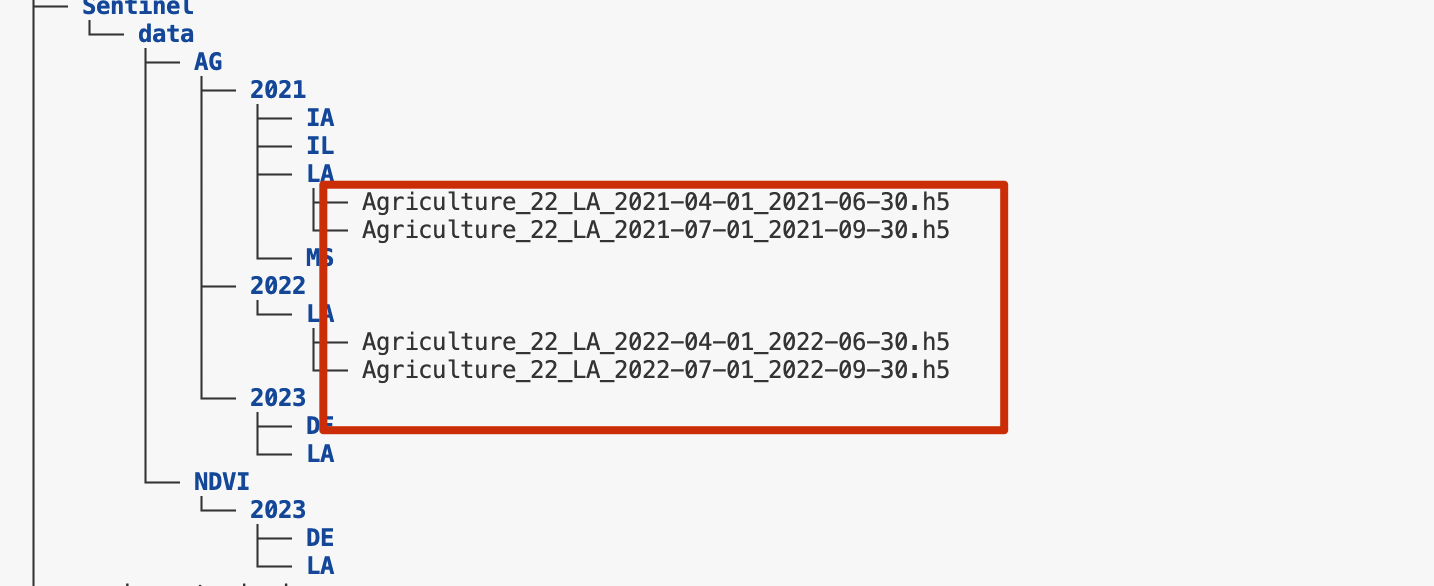 Sentinel
data
AG
2021
IA
IL
LA
Agriculture_22_LA_2021-04-01_2021-06-30.h5
Agriculture_22_LA_2021-07-01_2021-09-30.h5
MS
2022
LA
Agriculture_22_LA_2022-04-01_2022-06-30.h5
Agriculture_22_LA_2022-07-01_2022-09-30.h5
2023
DE
LA
NDVI
2023
DE
LA